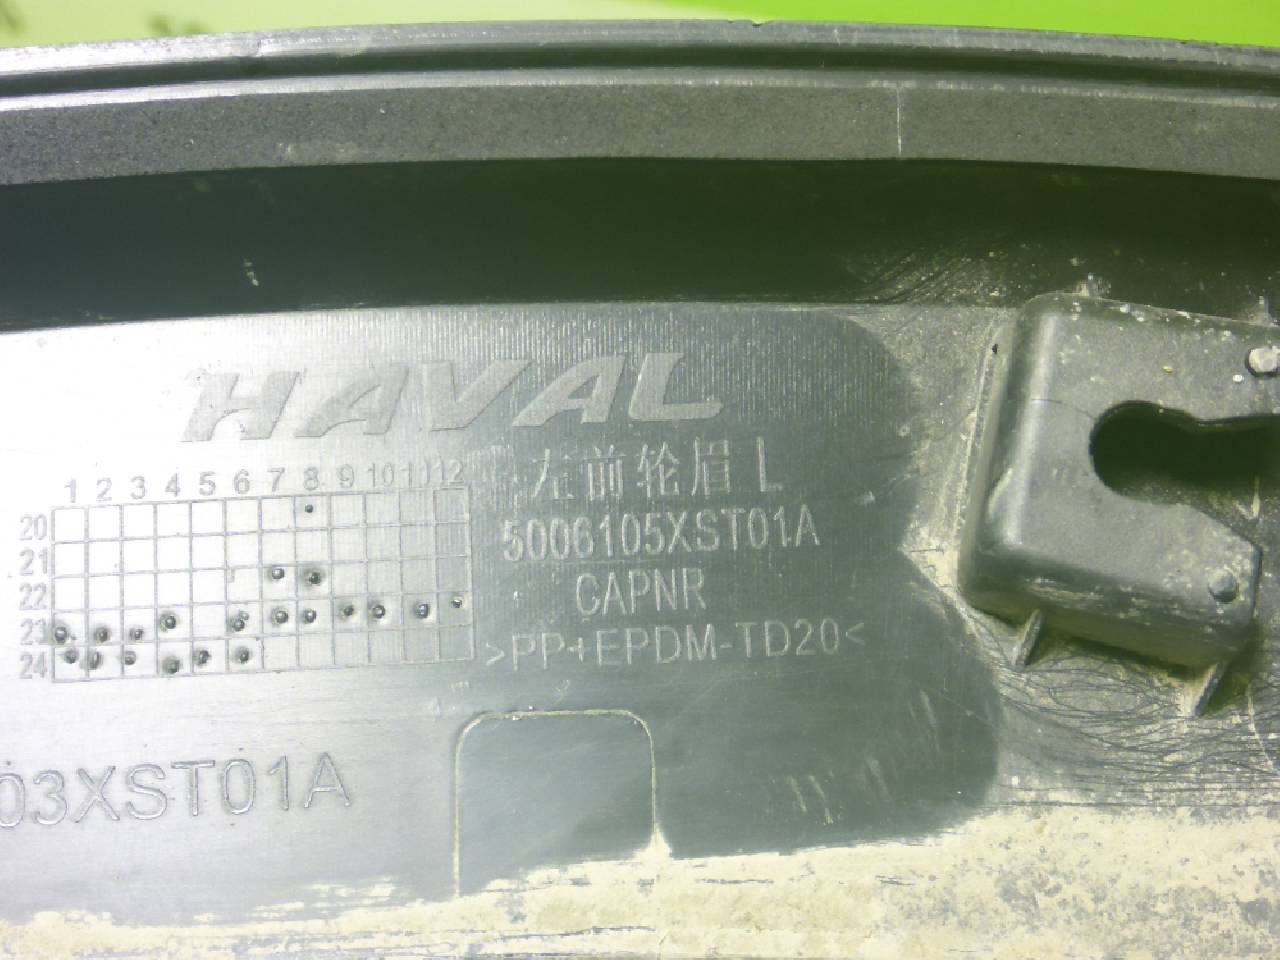 HAVAL
左前轮眉 L
5006105XST01A
GAPNR
>PP+EPDM-TD20<
1 2 3 4 5 6 7 8 9 10 11 12
20
21
22
23
24
03XST01A